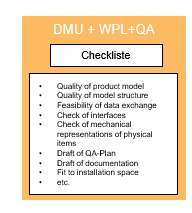 DMU + WPL+QA
Checkliste
• Quality of product model
• Quality of model structure
• Feasibility of data exchange
• Check of interfaces
• Check of mechanical
representations of physical
items
• Draft of QA-Plan
• Draft of documentation
• Fit to installation space
• etc.